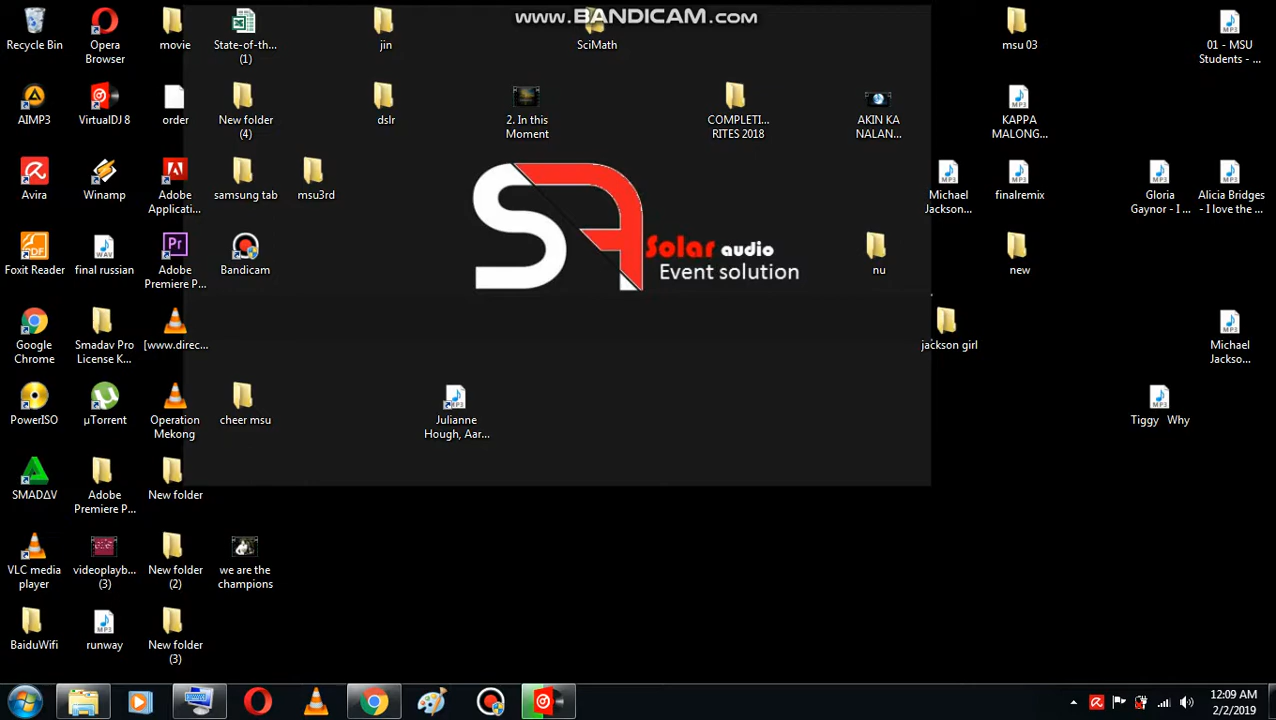 www.BANDICAM.com
Recycle Bin
Opera
Browser
movie
State-of-th...
(1)
jin
SciMath
msu 03
01 - MSU
Students - ...
AIMP3
VirtualDJ 8
order
New folder
(4)
dslr
2. In this
Moment
COMPLETI...
RITES 2018
AKIN KA
NALAN...
KAPPA
MALONG...
Avira
Winamp
Adobe
Applicati...
samsung tab
msu3rd
Michael
Jackson...
finalremix
Gloria
Gaynor - I ...
Alicia Bridges
- I love the ...
Solar audio
Event solution
Foxit Reader
final russian
Adobe
Premiere P...
Bandicam
nu
new
Google
Chrome
Smadav Pro
License K...
[www.direc...
jackson girl
Michael
Jackso...
PowerISO
µTorrent
Operation
Mekong
cheer msu
Julianne
Hough, Aar...
Tiggy Why
SMADΔV
Adobe
Premiere P...
New folder
VLC media
player
videoplayb...
(3)
New folder
(2)
we are the
champions
BaiduWifi
runway
New folder
(3)
12:09 AM
2/2/2019